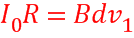 I₀R = Bdv₁